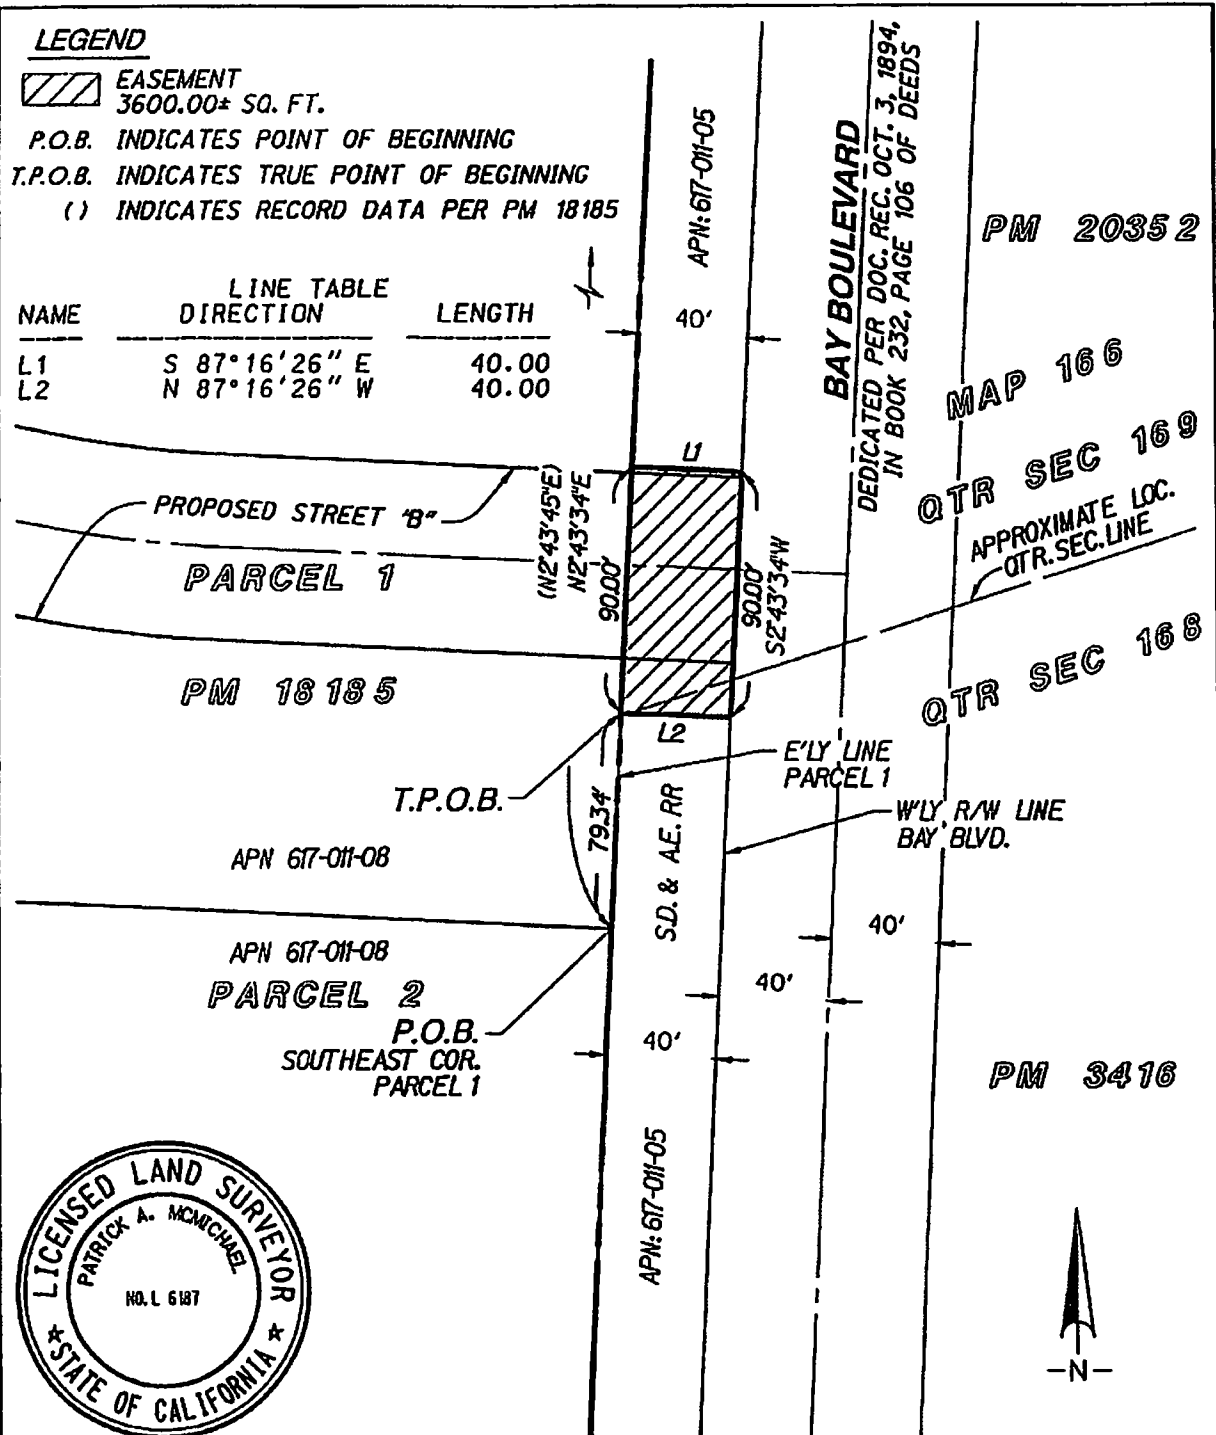 LEGEND
EASEMENT
3600.00± SQ. FT.
P.O.B. INDICATES POINT OF BEGINNING
T.P.O.B. INDICATES TRUE POINT OF BEGINNING
( ) INDICATES RECORD DATA PER PM 18185
LINE TABLE
NAME DIRECTION LENGTH
L1 S 87°16'26" E 40.00
L2 N 87°16'26" W 40.00
APN: 617-011-05
40'
BAY BOULEVARD
DEDICATED PER DOC. REC. OCT. 3, 1894,
IN BOOK 232, PAGE 106 OF DEEDS
PM 20352
MAP 166
QTR SEC 169
APPROXIMATE LOC.
QTR. SEC. LINE
QTR SEC 168
PROPOSED STREET "B"
PARCEL 1
PM 18185
L1
(N2°43'45"E)
N2°43'34"E
90.00'
90.00'
S2°43'34"W
L2
T.P.O.B.
79.34'
E'LY LINE
PARCEL 1
W'LY R/W LINE
BAY BLVD.
S.D. & A.E. RR
APN 617-011-08
APN 617-011-08
PARCEL 2
P.O.B.
SOUTHEAST COR.
PARCEL 1
40'
40'
40'
PM 3416
APN: 617-011-05
LICENSED LAND SURVEYOR
PATRICK A. MCMICHAEL
NO. L 6187
STATE OF CALIFORNIA
-N-